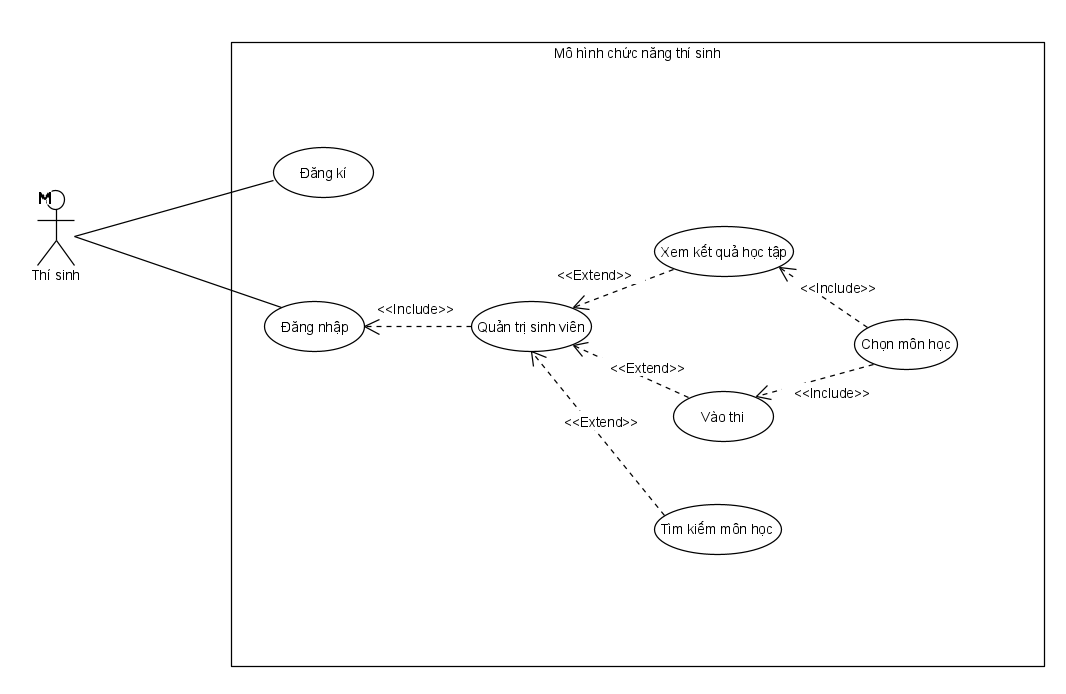 Mô hình chức năng thí sinh
Đăng kí
M
Thí sinh
Xem kết quả học tập
<<Extend>>
<<Include>>
<<Include>>
Đăng nhập
Quản trị sinh viên
Chọn môn học
<<Extend>>
<<Include>>
Vào thi
<<Extend>>
Tìm kiếm môn học